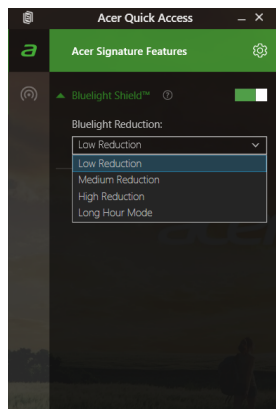 Acer Quick Access
Acer Signature Features
Bluelight Shield™
Bluelight Reduction:
Low Reduction
Low Reduction
Medium Reduction
High Reduction
Long Hour Mode
acer